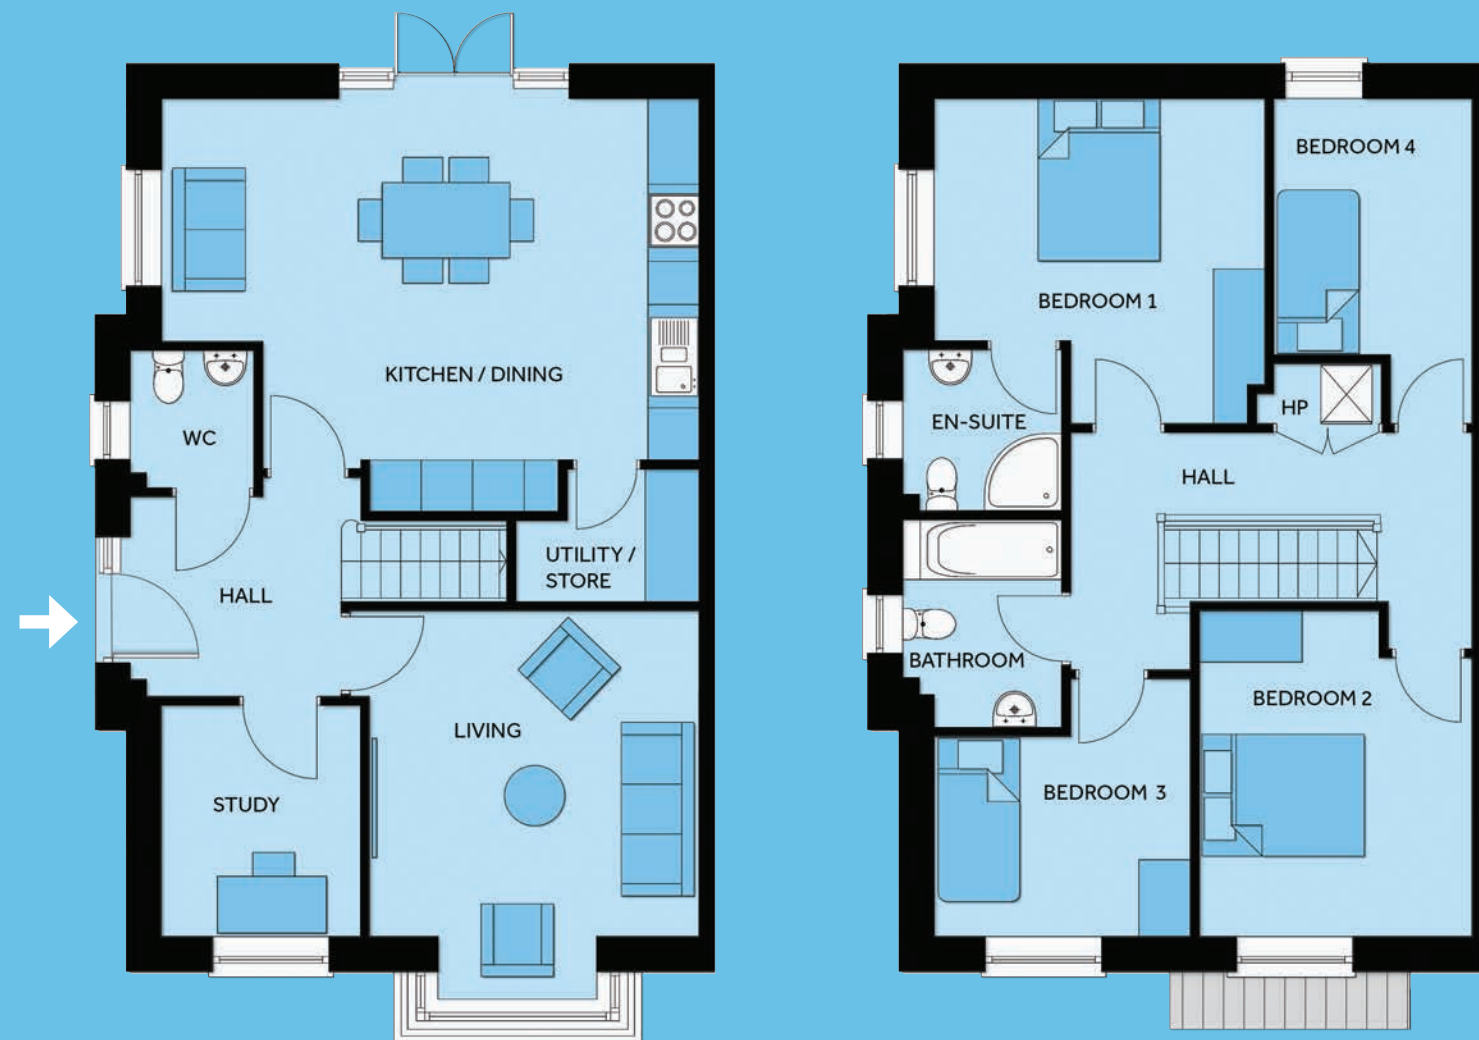 KITCHEN / DINING
WC
HALL
UTILITY /
STORE
LIVING
STUDY
BEDROOM 1
BEDROOM 4
EN-SUITE
HP
HALL
BATHROOM
BEDROOM 2
BEDROOM 3